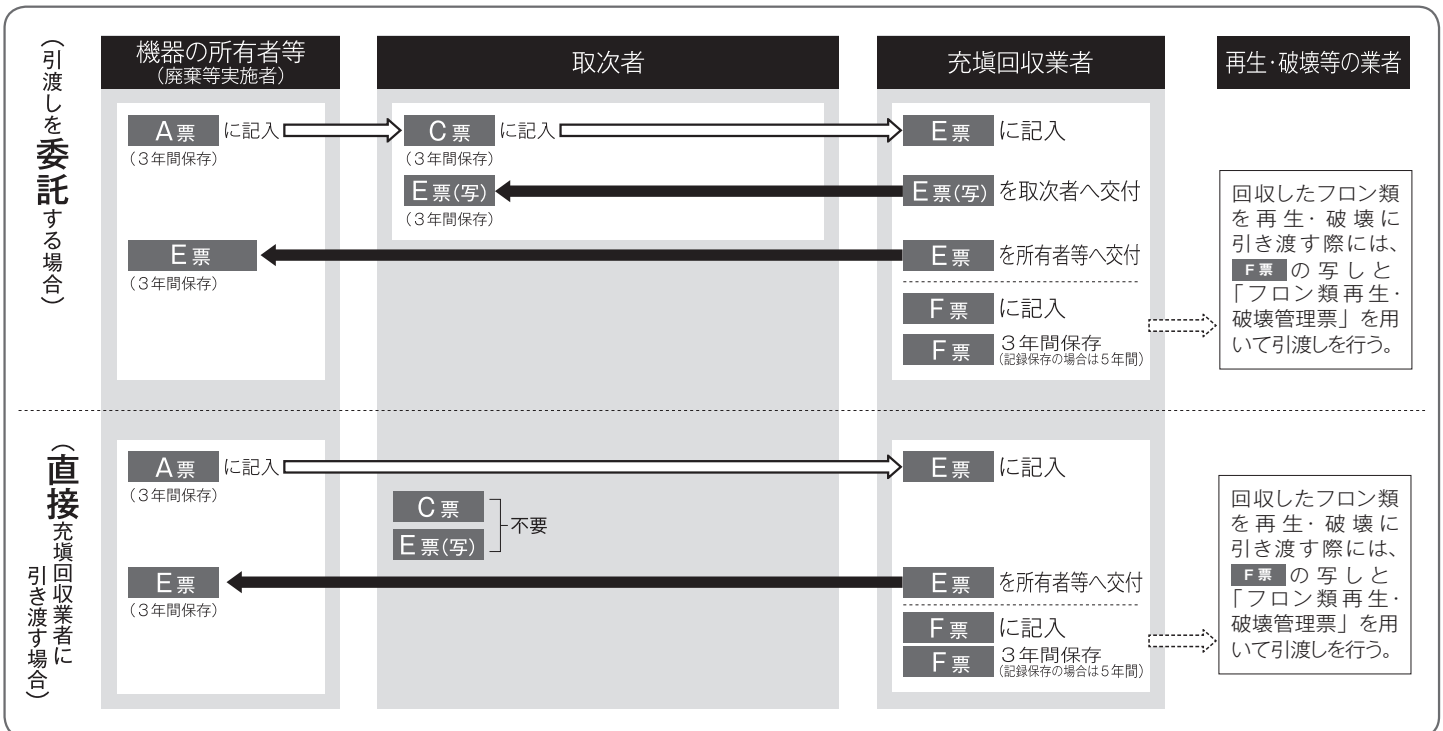 機器の所有者等
(廃棄等実施者)
取次者
充塡回収業者
再生・破壊等の業者
(引渡しを委託する場合)
A票 に記入
(3年間保存)
C票 に記入
(3年間保存)
E票 に記入
E票(写)
(3年間保存)
E票(写) を取次者へ交付
E票
(3年間保存)
E票 を所有者等へ交付
F票 に記入
F票 3年間保存
(記録保存の場合は5年間)
回収したフロン類
を再生・破壊に
引き渡す際には、
F票 の写しと
「フロン類再生・
破壊管理票」を用
いて引渡しを行う。
(直接充塡回収業者に
引き渡す場合)
A票 に記入
(3年間保存)
E票 に記入
C票
E票(写)
不要
E票
(3年間保存)
E票 を所有者等へ交付
F票 に記入
F票 3年間保存
(記録保存の場合は5年間)
回収したフロン類
を再生・破壊に
引き渡す際には、
F票 の写しと
「フロン類再生・
破壊管理票」を用
いて引渡しを行う。